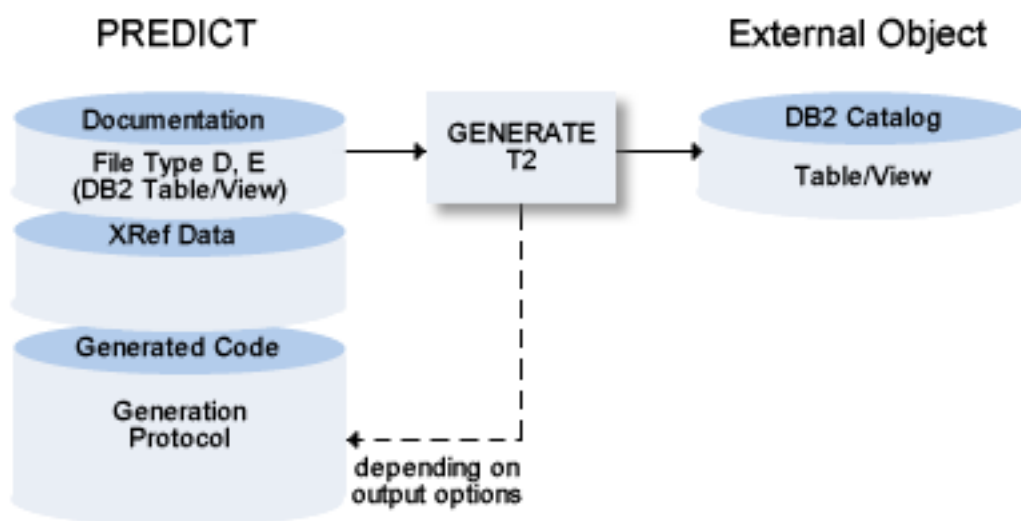 PREDICT
External Object
Documentation
File Type D, E
(DB2 Table/View)
XRef Data
Generated Code
Generation
Protocol
GENERATE
T2
DB2 Catalog
Table/View
depending on
output options